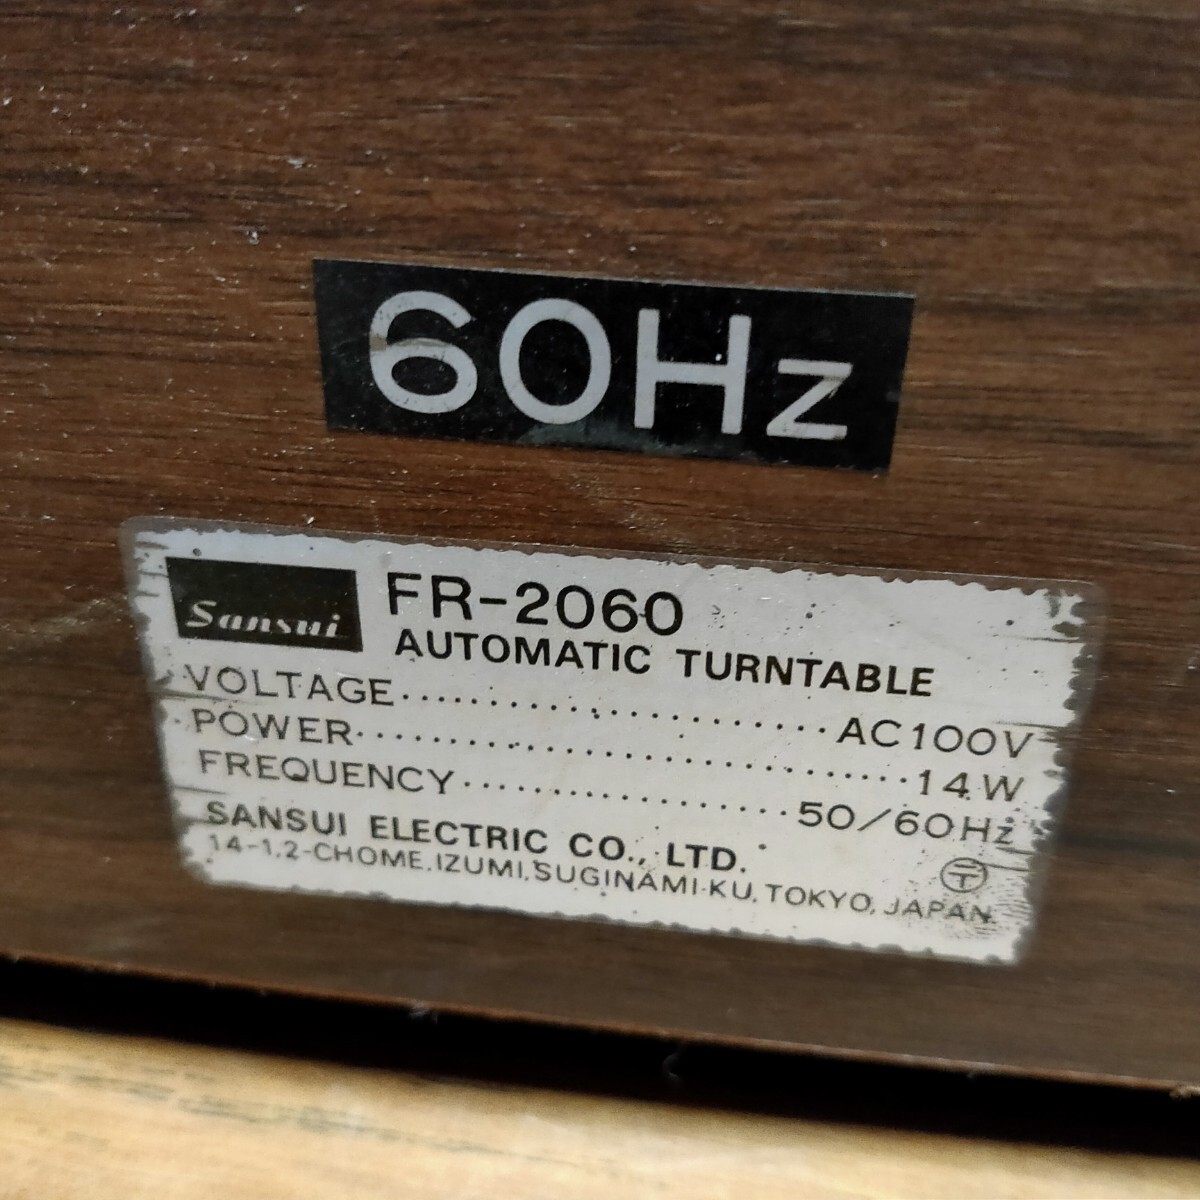 60Hz
Sansui FR-2060
AUTOMATIC TURNTABLE
VOLTAGE........................AC100V
POWER................................14W
FREQUENCY...................50/60Hz
SANSUI ELECTRIC CO., LTD.
14-1,2-CHOME.IZUMI,SUGINAMI-KU, TOKYO, JAPAN.
〒